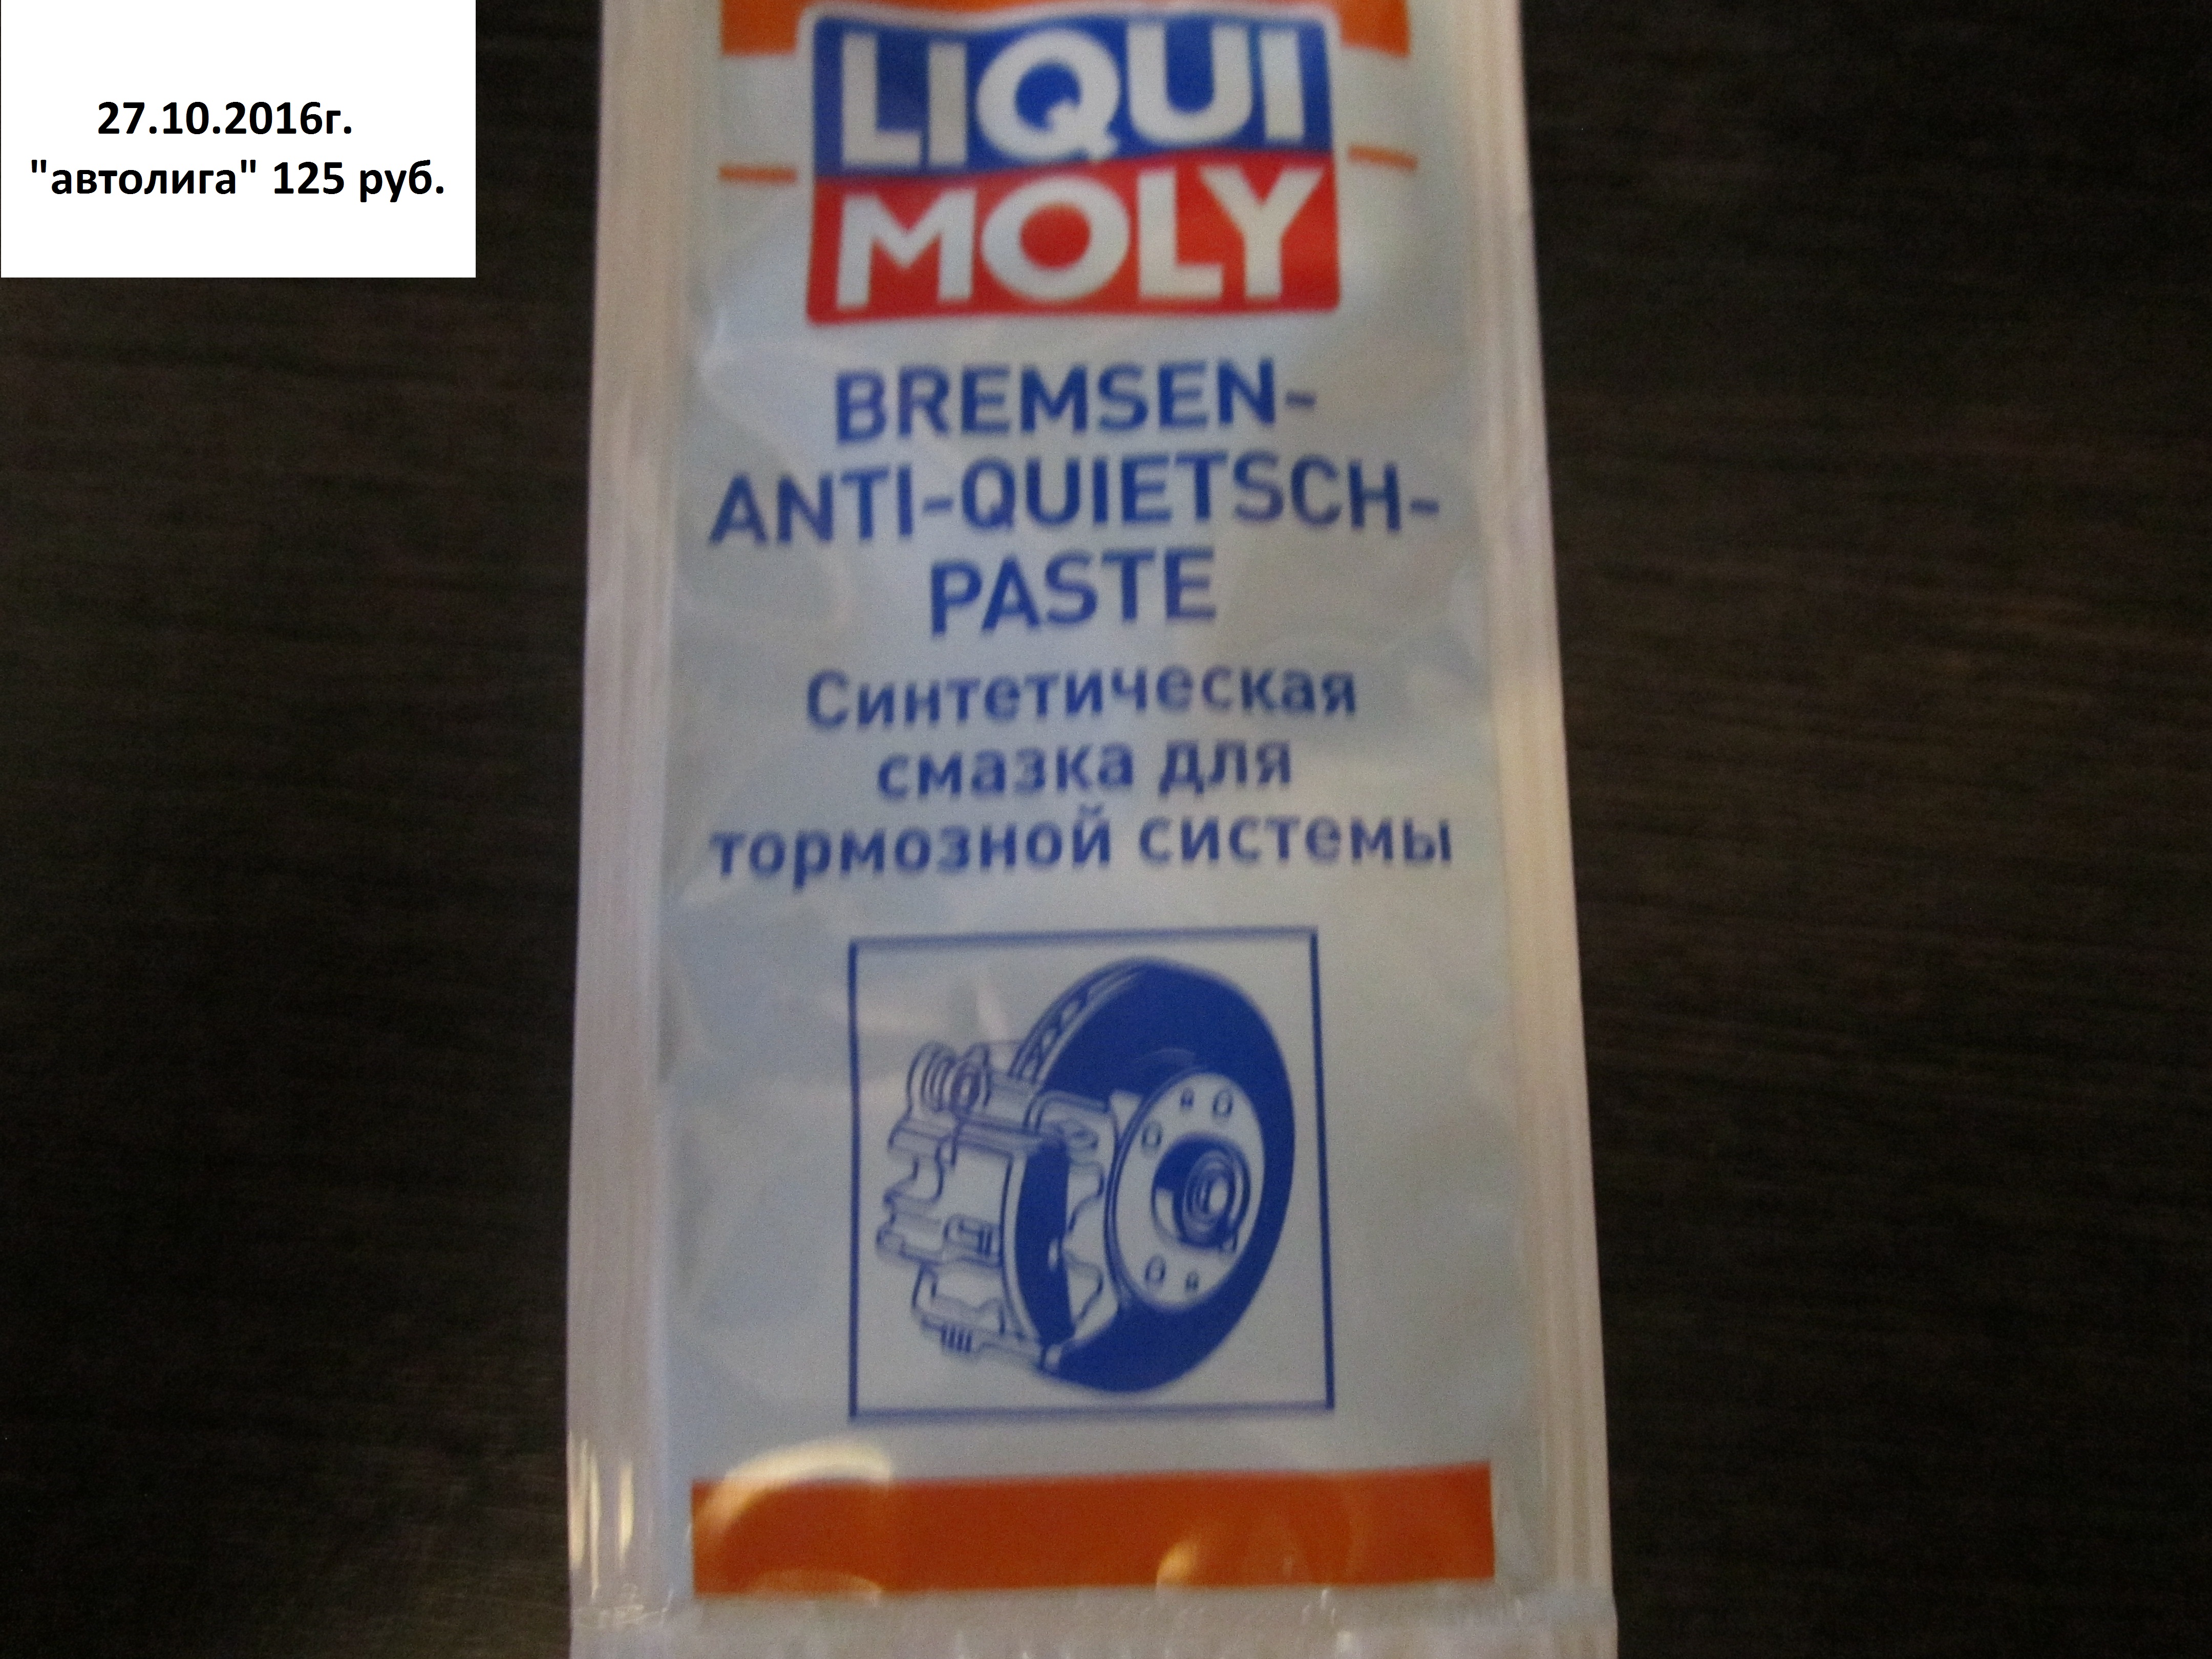 27.10.2016г.
"автолига" 125 руб.
LIQUI
MOLY
BREMSEN-
ANTI-QUIETSCH-
PASTE
Синтетическая
смазка для
тормозной системы